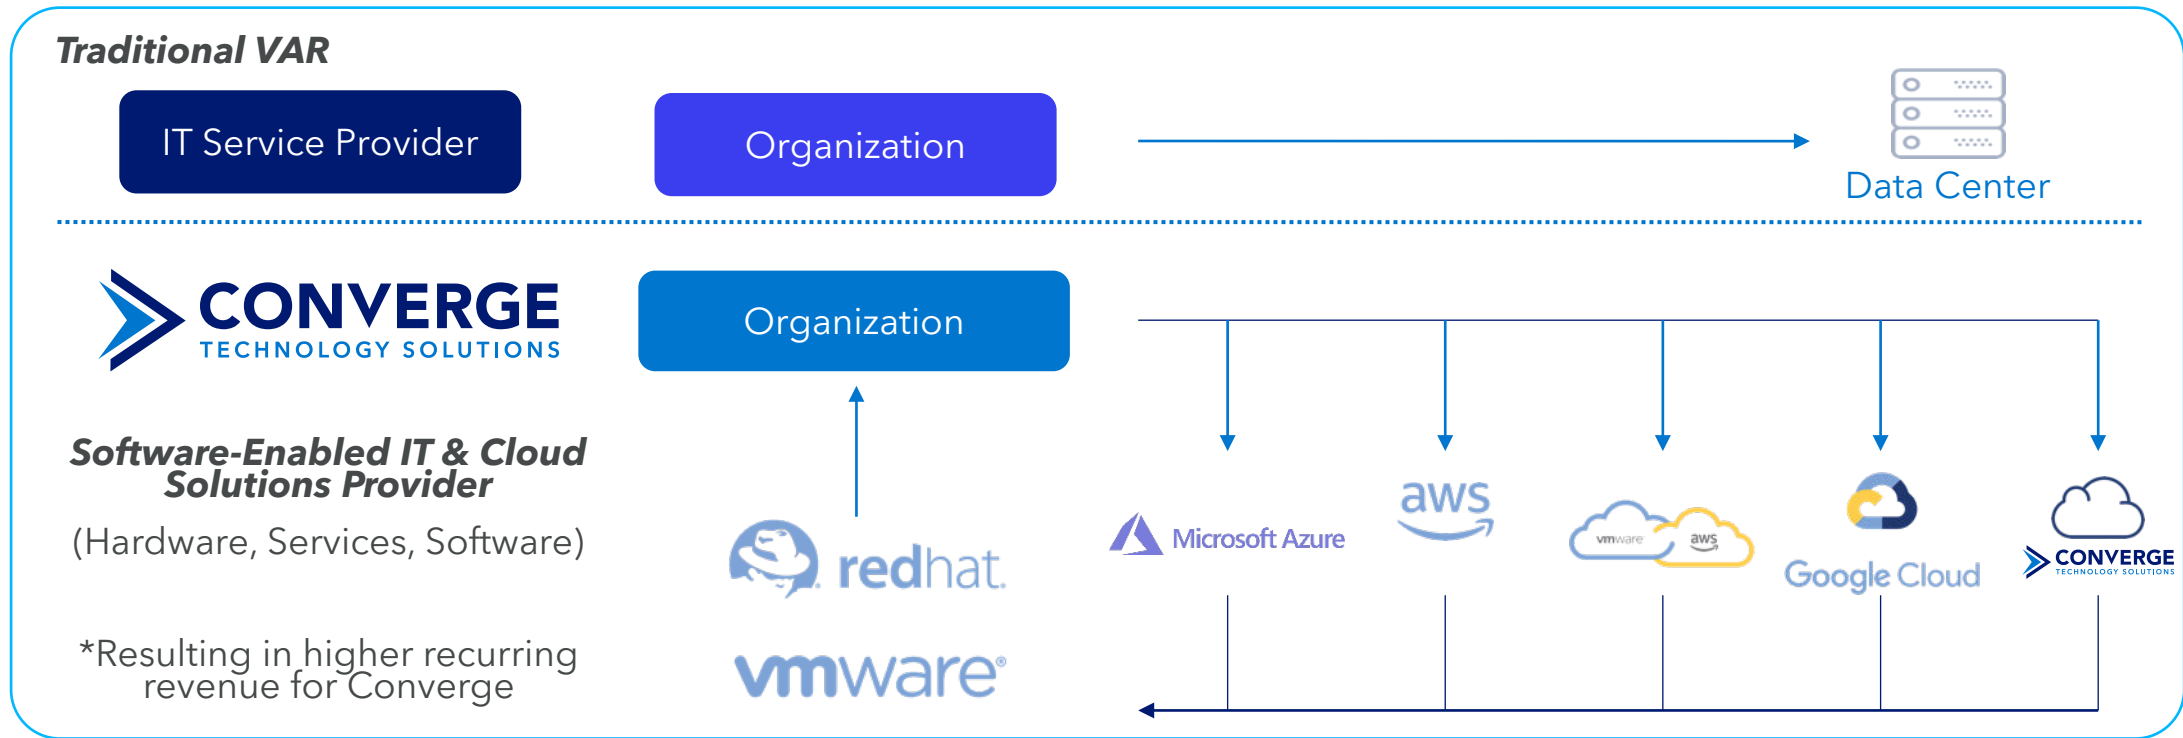 Traditional VAR
IT Service Provider
Organization
Data Center
CONVERGE
TECHNOLOGY SOLUTIONS
Organization
Software-Enabled IT & Cloud
Solutions Provider
(Hardware, Services, Software)
*Resulting in higher recurring
revenue for Converge
redhat.
vmware®
Microsoft Azure
aws
vmware
aws
Google Cloud
CONVERGE
TECHNOLOGY SOLUTIONS